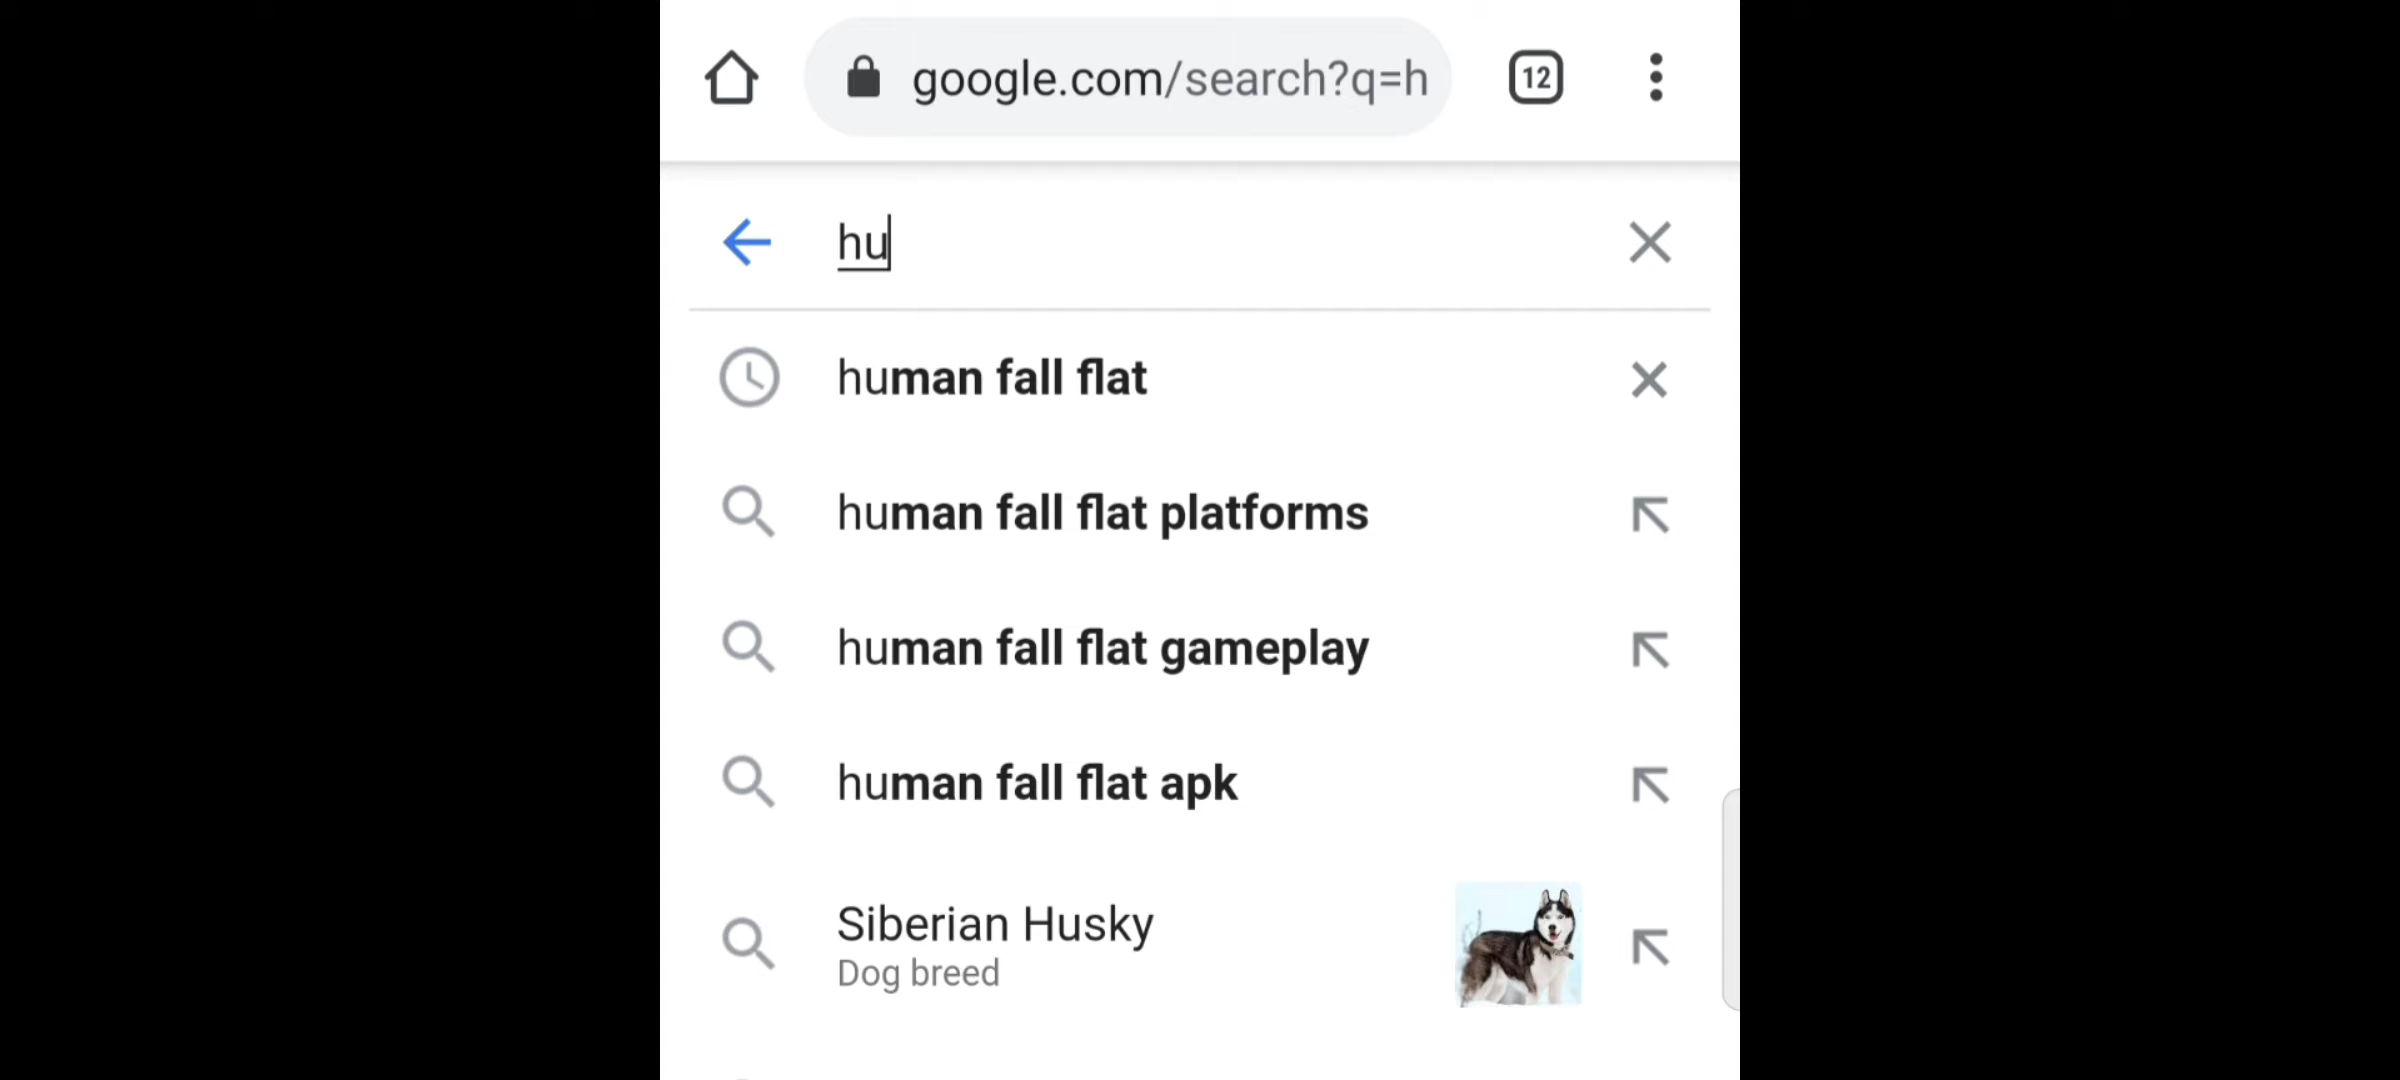 google.com/search?q=h
12
hu
human fall flat
human fall flat platforms
human fall flat gameplay
human fall flat apk
Siberian Husky
Dog breed